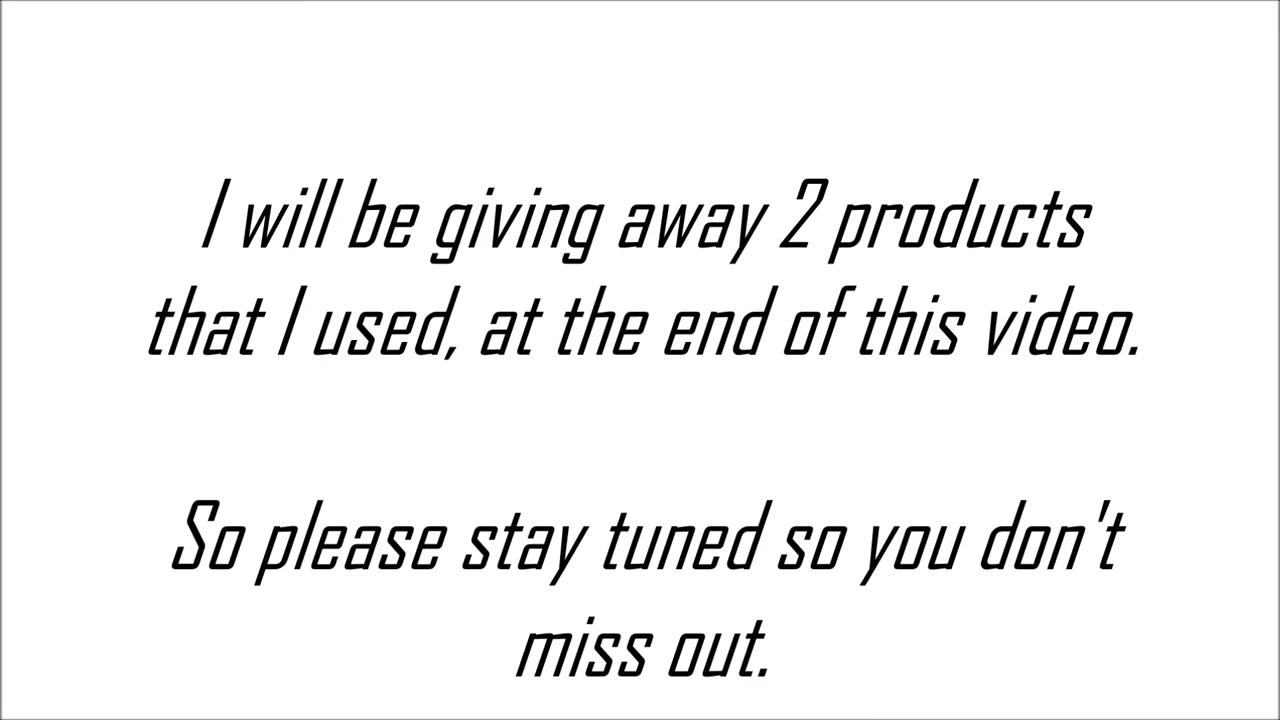 I will be giving away 2 products
that I used, at the end of this video.
So please stay tuned so you don't
miss out.